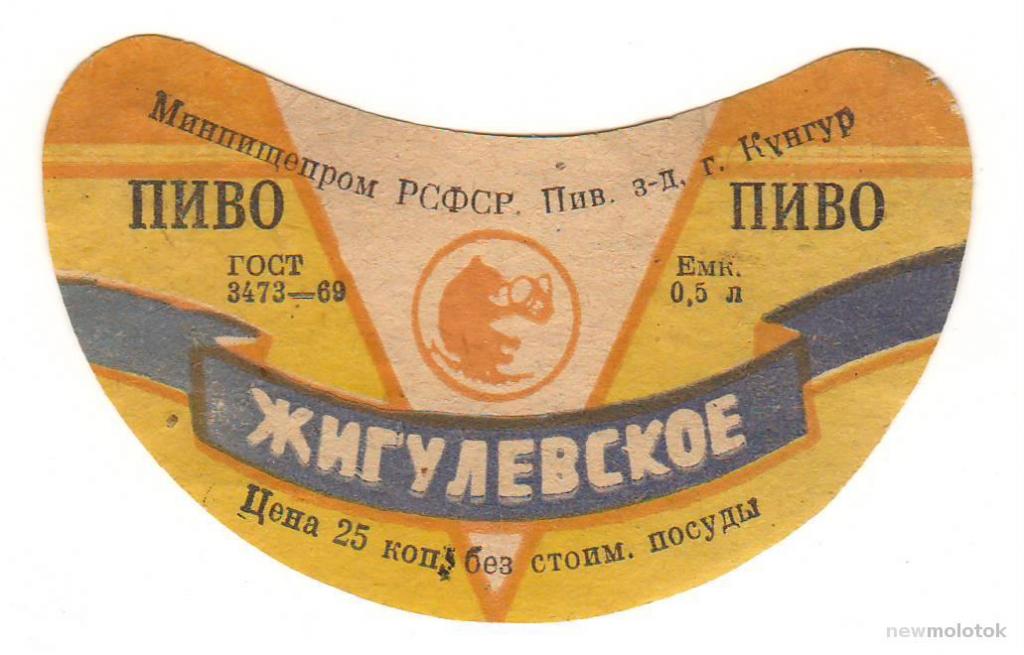 Минпищепром РСФСР. Пив. з-д, г. Кунгур
ПИВО
ПИВО
ГОСТ
3473—69
Емк.
0,5 л
ЖИГУЛЕВСКОЕ
Цена 25 коп. без стоим. посуды
newmolotok